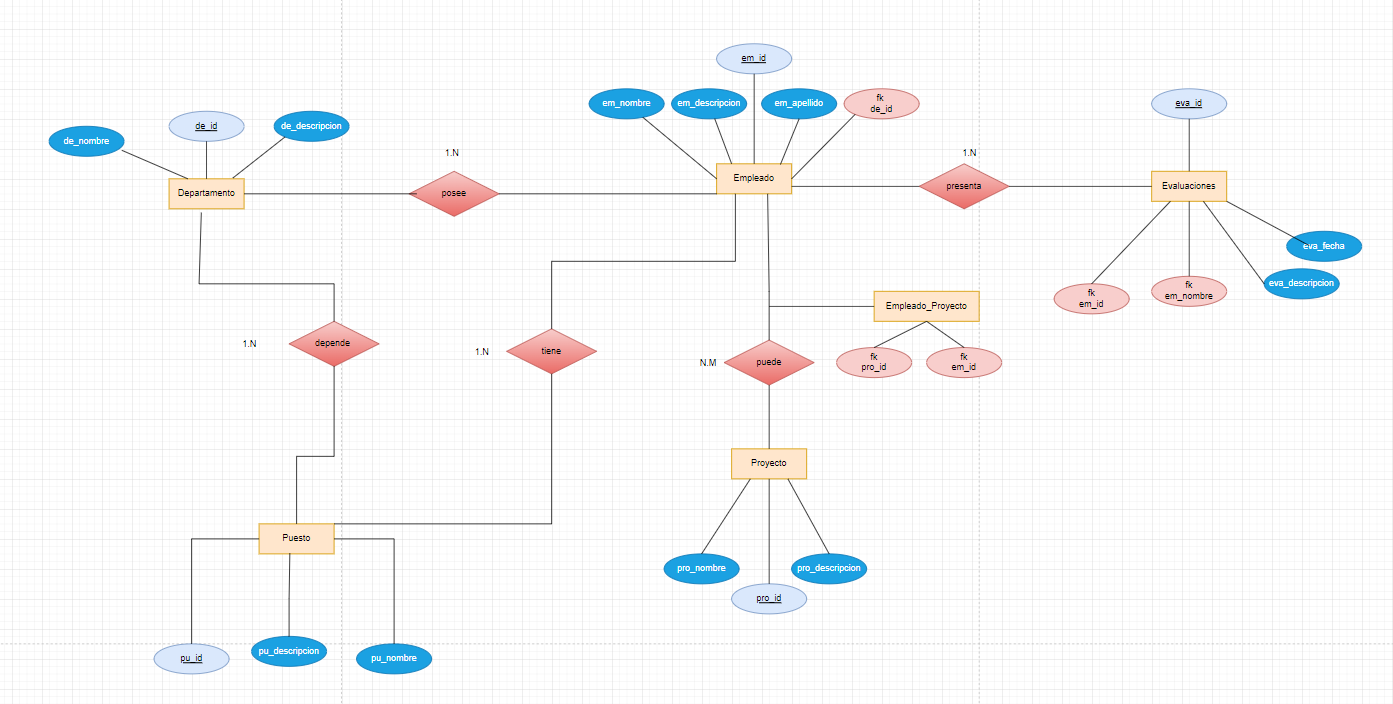 em_id
em_nombre
em_descripcion
em_apellido
fk
de_id
eva_id
de_nombre
de_id
de_descripcion
1.N
1.N
Departamento
posee
Empleado
presenta
Evaluaciones
eva_fecha
eva_descripcion
fk
em_id
fk
em_nombre
Empleado_Proyecto
1.N
depende
1.N
tiene
N.M
puede
fk
pro_id
fk
em_id
Proyecto
Puesto
pro_nombre
pro_descripcion
pro_id
pu_id
pu_descripcion
pu_nombre